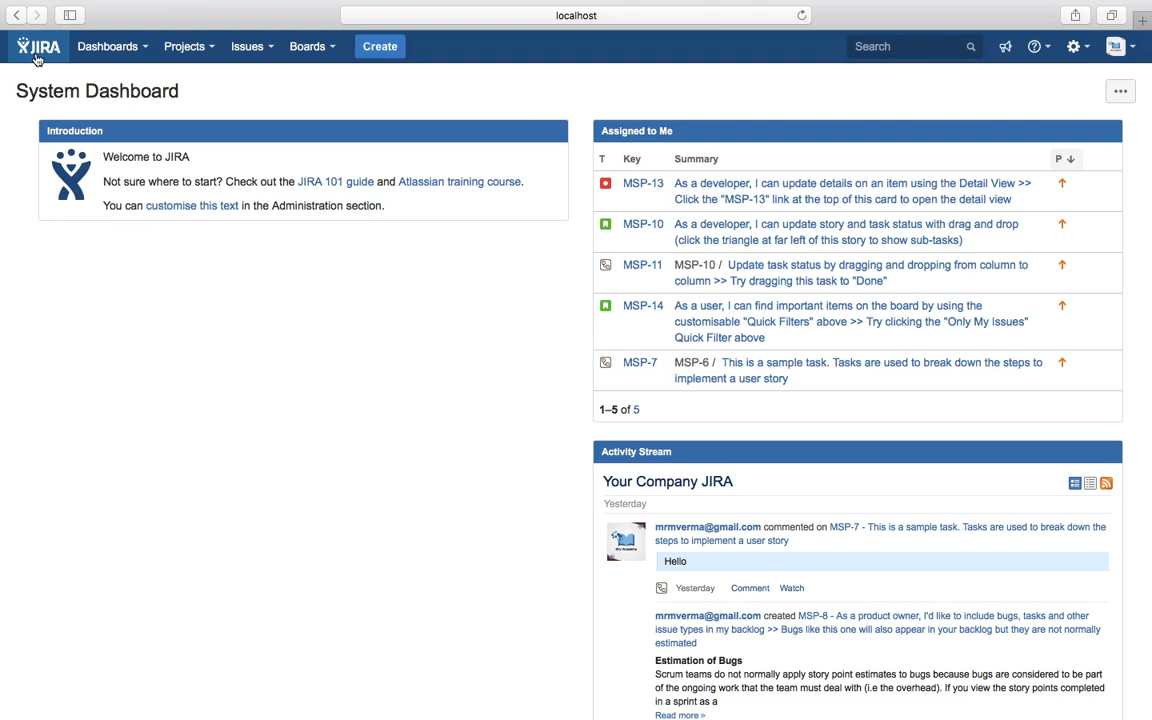 localhost
JIRA Dashboards Projects Issues Boards Create Search
System Dashboard
Introduction
Welcome to JIRA
Not sure where to start? Check out the JIRA 101 guide and Atlassian training course.
You can customise this text in the Administration section.
Assigned to Me
T Key Summary P
MSP-13 As a developer, I can update details on an item using the Detail View >>
Click the "MSP-13" link at the top of this card to open the detail view
MSP-10 As a developer, I can update story and task status with drag and drop
(click the triangle at far left of this story to show sub-tasks)
MSP-11 MSP-10 / Update task status by dragging and dropping from column to
column >> Try dragging this task to "Done"
MSP-14 As a user, I can find important items on the board by using the
customisable "Quick Filters" above >> Try clicking the "Only My Issues"
Quick Filter above
MSP-7 MSP-6 / This is a sample task. Tasks are used to break down the steps to
implement a user story
1–5 of 5
Activity Stream
Your Company JIRA
Yesterday
mrmverma@gmail.com commented on MSP-7 - This is a sample task. Tasks are used to break down the
steps to implement a user story
Hello
Yesterday Comment Watch
mrmverma@gmail.com created MSP-8 - As a product owner, I'd like to include bugs, tasks and other
issue types in my backlog >> Bugs like this one will also appear in your backlog but they are not normally
estimated
Estimation of Bugs
Scrum teams do not normally apply story point estimates to bugs because bugs are considered to be part
of the ongoing work that the team must deal with (i.e the overhead). If you view the story points completed
in a sprint as a
Read more »